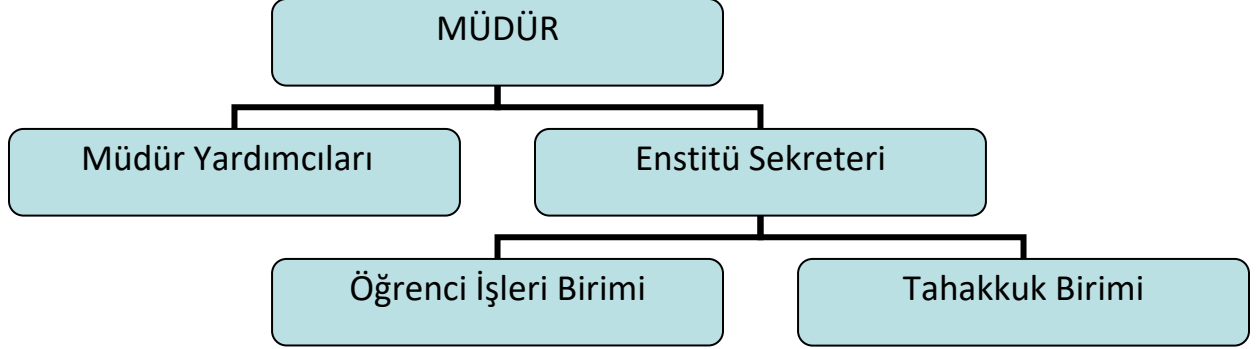 MÜDÜR
Müdür Yardımcıları
Enstitü Sekreteri
Öğrenci İşleri Birimi
Tahakkuk Birimi